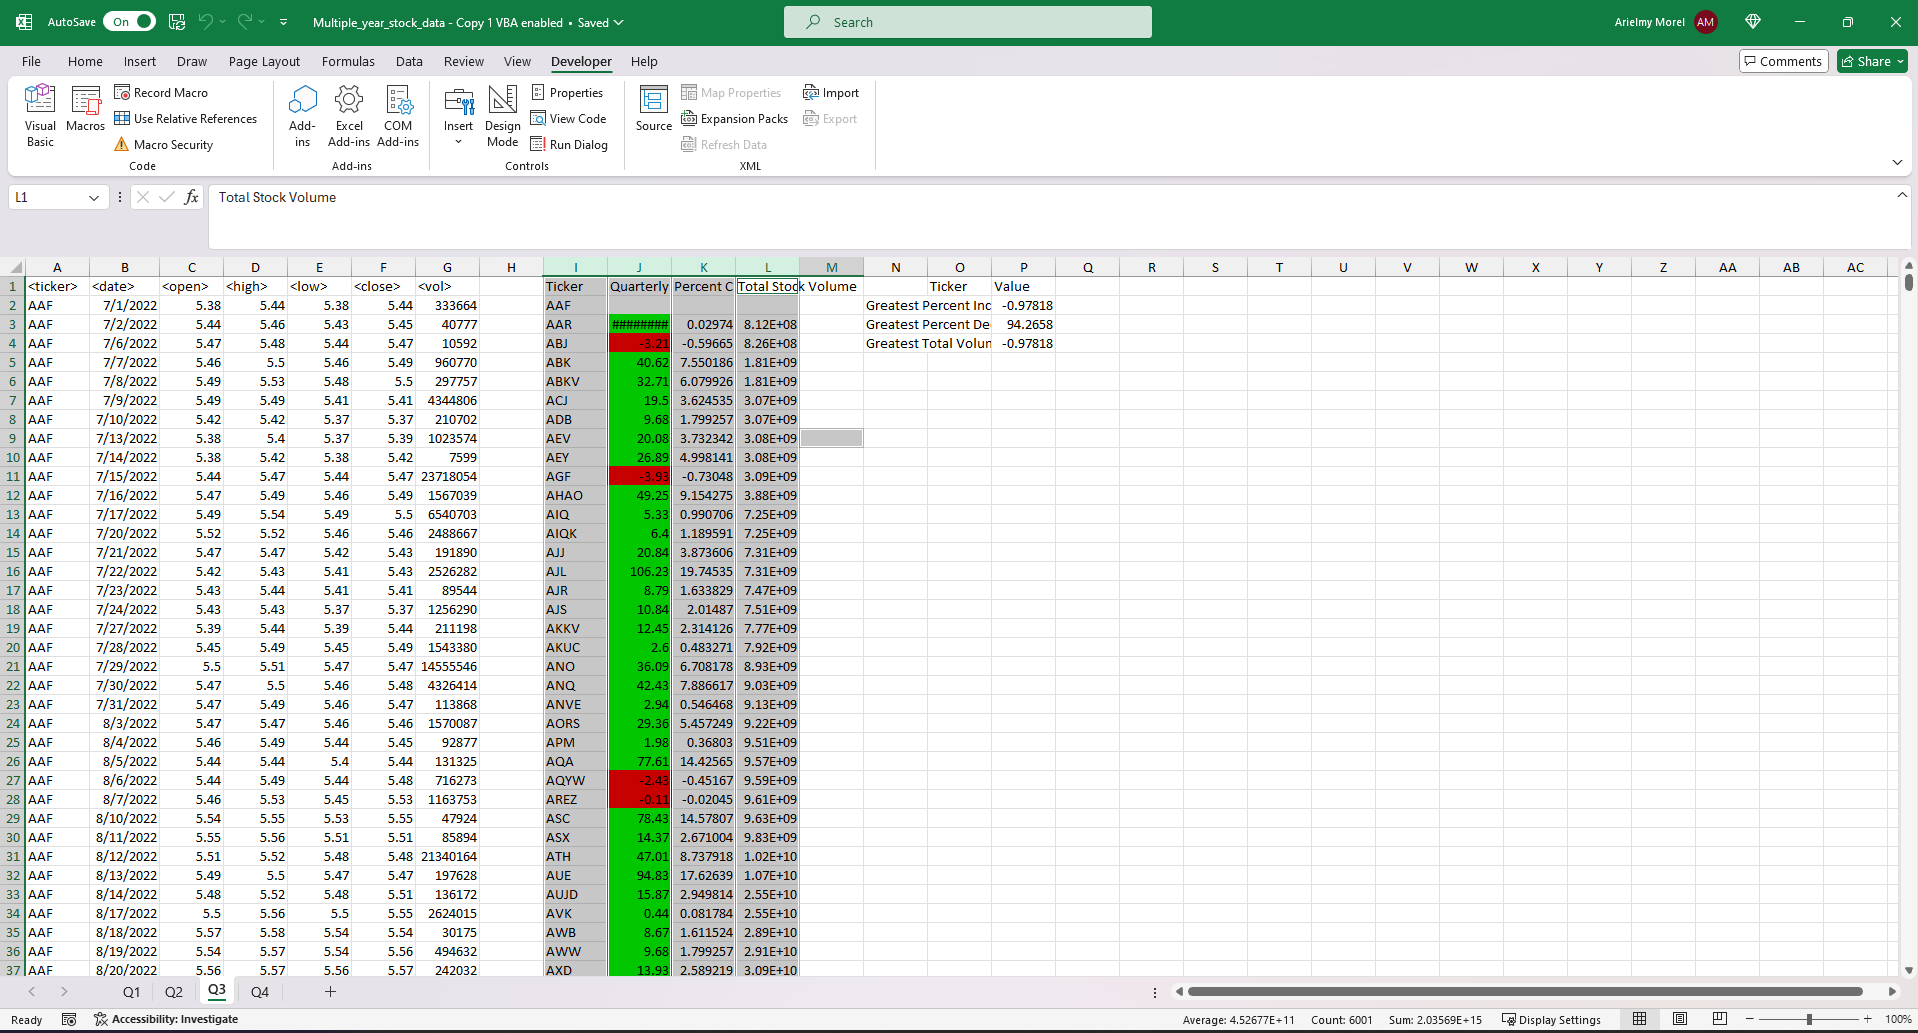 AutoSave On Multiple_year_stock_data - Copy 1 VBA enabled • Saved Search Arielmy Morel AM
File Home Insert Draw Page Layout Formulas Data Review View Developer Help Comments Share
Visual Basic
Macros
Record Macro
Use Relative References
Macro Security
Code
Add-ins
Excel Add-ins
COM Add-ins
Add-ins
Insert
Design Mode
Properties
View Code
Run Dialog
Controls
Source
Map Properties
Expansion Packs
Refresh Data
Import
Export
XML
L1 fx Total Stock Volume
A B C D E F G H I J K L M N O P Q R S T U V W X Y Z AA AB AC
1 <ticker> <date> <open> <high> <low> <close> <vol> Ticker Quarterly Percent C Total Stock Volume Ticker Value
2 AAF 7/1/2022 5.38 5.44 5.38 5.44 333664 AAF Greatest Percent Inc -0.97818
3 AAF 7/2/2022 5.44 5.46 5.43 5.45 40777 AAR ######## 0.02974 8.12E+08 Greatest Percent De 94.2658
4 AAF 7/6/2022 5.47 5.48 5.44 5.47 10592 ABJ -3.21 -0.59665 8.26E+08 Greatest Total Volun -0.97818
5 AAF 7/7/2022 5.46 5.5 5.46 5.49 960770 ABK 40.62 7.550186 1.81E+09
6 AAF 7/8/2022 5.49 5.53 5.48 5.5 297757 ABKV 32.71 6.079926 1.81E+09
7 AAF 7/9/2022 5.49 5.49 5.41 5.41 4344806 ACJ 19.5 3.624535 3.07E+09
8 AAF 7/10/2022 5.42 5.42 5.37 5.37 210702 ADB 9.68 1.799257 3.07E+09
9 AAF 7/13/2022 5.38 5.4 5.37 5.39 1023574 AEV 20.08 3.732342 3.08E+09
10 AAF 7/14/2022 5.38 5.42 5.38 5.42 7599 AEY 26.89 4.998141 3.08E+09
11 AAF 7/15/2022 5.44 5.47 5.44 5.47 23718054 AGF -3.93 -0.73048 3.09E+09
12 AAF 7/16/2022 5.47 5.49 5.46 5.49 1567039 AHAO 49.25 9.154275 3.88E+09
13 AAF 7/17/2022 5.49 5.54 5.49 5.5 6540703 AIQ 5.33 0.990706 7.25E+09
14 AAF 7/20/2022 5.52 5.52 5.46 5.46 2488667 AIQK 6.4 1.189591 7.25E+09
15 AAF 7/21/2022 5.47 5.47 5.42 5.43 191890 AJJ 20.84 3.873606 7.31E+09
16 AAF 7/22/2022 5.42 5.43 5.41 5.43 2526282 AJL 106.23 19.74535 7.31E+09
17 AAF 7/23/2022 5.43 5.44 5.41 5.41 89544 AJR 8.79 1.633829 7.47E+09
18 AAF 7/24/2022 5.43 5.43 5.37 5.37 1256290 AJS 10.84 2.01487 7.51E+09
19 AAF 7/27/2022 5.39 5.44 5.39 5.44 211198 AKKV 12.45 2.314126 7.77E+09
20 AAF 7/28/2022 5.45 5.49 5.45 5.49 1543380 AKUC 2.6 0.483271 7.92E+09
21 AAF 7/29/2022 5.5 5.51 5.47 5.47 14555546 ANO 36.09 6.708178 8.93E+09
22 AAF 7/30/2022 5.47 5.5 5.46 5.48 4326414 ANQ 42.43 7.886617 9.03E+09
23 AAF 7/31/2022 5.47 5.49 5.46 5.47 113868 ANVE 2.94 0.546468 9.13E+09
24 AAF 8/3/2022 5.47 5.47 5.46 5.46 1570087 AORS 29.36 5.457249 9.22E+09
25 AAF 8/4/2022 5.46 5.49 5.44 5.45 92877 APM 1.98 0.36803 9.51E+09
26 AAF 8/5/2022 5.44 5.44 5.4 5.44 131325 AQA 77.61 14.42565 9.57E+09
27 AAF 8/6/2022 5.44 5.49 5.44 5.48 716273 AQYW -2.43 -0.45167 9.59E+09
28 AAF 8/7/2022 5.46 5.53 5.45 5.53 1163753 AREZ -0.11 -0.02045 9.61E+09
29 AAF 8/10/2022 5.54 5.55 5.53 5.55 47924 ASC 78.43 14.57807 9.63E+09
30 AAF 8/11/2022 5.55 5.56 5.51 5.51 85894 ASX 14.37 2.671004 9.83E+09
31 AAF 8/12/2022 5.51 5.52 5.48 5.48 21340164 ATH 47.01 8.737918 1.02E+10
32 AAF 8/13/2022 5.49 5.5 5.47 5.47 197628 AUE 94.83 17.62639 1.07E+10
33 AAF 8/14/2022 5.48 5.52 5.48 5.51 136172 AUJD 15.87 2.949814 2.55E+10
34 AAF 8/17/2022 5.5 5.56 5.5 5.55 2624015 AVK 0.44 0.081784 2.55E+10
35 AAF 8/18/2022 5.57 5.58 5.54 5.54 30175 AWB 8.67 1.611524 2.89E+10
36 AAF 8/19/2022 5.54 5.57 5.54 5.56 494632 AWW 9.68 1.799257 2.91E+10
37 AAF 8/20/2022 5.56 5.57 5.56 5.57 242032 AXD 13.93 2.589219 3.09E+10
Q1 Q2 Q3 Q4 +
Ready Accessibility: Investigate Average: 4.52677E+11 Count: 6001 Sum: 2.03569E+15 Display Settings 100%